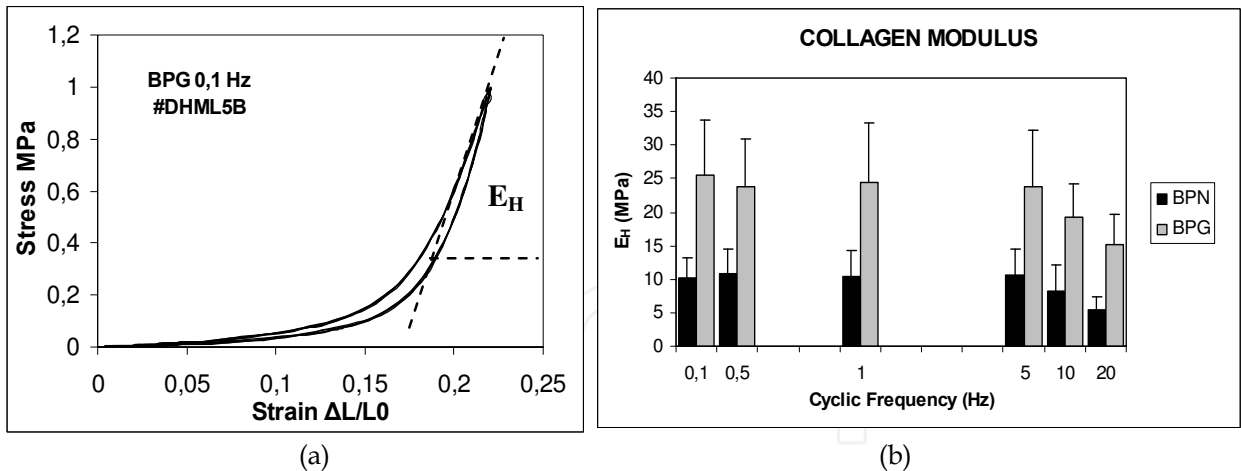 1,2
1
0,8
0,6
0,4
0,2
0
Stress MPa
BPG 0,1 Hz
#DHML5B
E_H
0 0,05 0,1 0,15 0,2 0,25
Strain ΔL/L0
(a)
COLLAGEN MODULUS
40
35
30
25
20
15
10
5
0
E_H (MPa)
BPN
BPG
0,1 0,5 1 5 10 20
Cyclic Frequency (Hz)
(b)